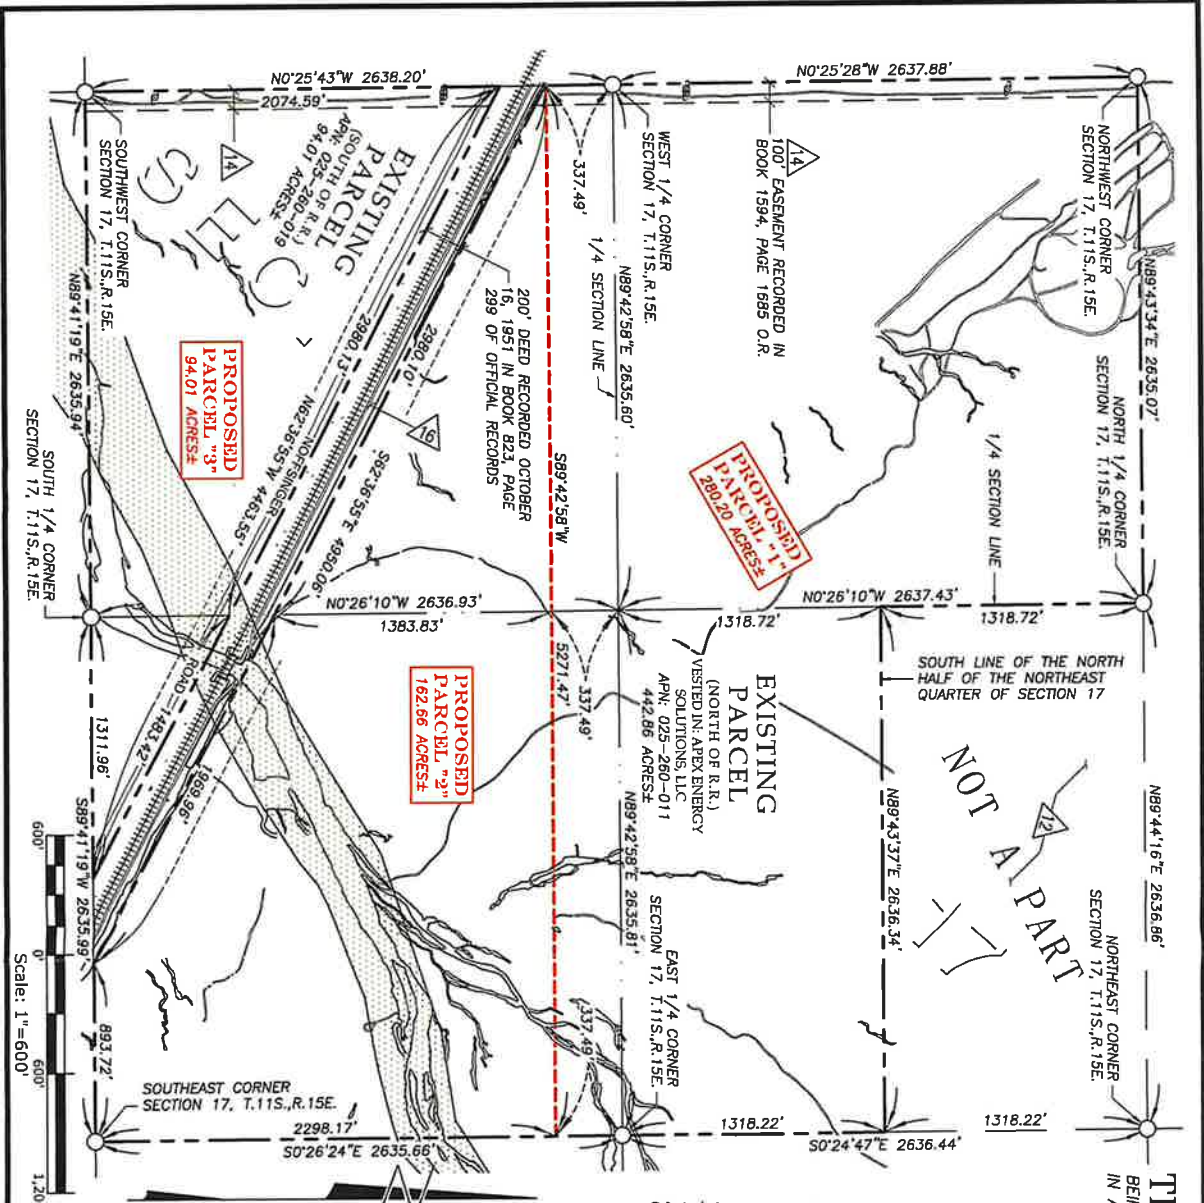 N0°25'43"W 2638.20'
2074.59'
N0°25'28"W 2637.88'
SOUTHWEST CORNER
SECTION 17, T.11S.,R.15E.
WEST 1/4 CORNER
SECTION 17, T.11S.,R.15E.
14
100' EASEMENT RECORDED IN
BOOK 1594, PAGE 1685 O.R.
NORTHWEST CORNER
SECTION 17, T.11S.,R.15E.
N89°43'34"E 2635.07'
NORTH 1/4 CORNER
SECTION 17, T.11S.,R.15E.
1/4 SECTION LINE
14
EXISTING
PARCEL
(SOUTH OF R.R.)
APN: 025-260-019
94.01 ACRES±
337.49'
1/4 SECTION LINE
N89°42'58"E 2635.60'
200' DEED RECORDED OCTOBER
16, 1951 IN BOOK 823, PAGE
299 OF OFFICIAL RECORDS
S89°42'58"W
5271.47'
2980.10'
2980.13'
16
N62°36'55"W 4463.55'
S62°36'55"E 4950.06'
NOFFSINGER
ROAD
1483.42'
1969.96'
N89°41'19"E 2635.94'
SOUTH 1/4 CORNER
SECTION 17, T.11S.,R.15E.
PROPOSED
PARCEL "3"
94.01 ACRES±
PROPOSED
PARCEL "1"
280.20 ACRES±
N0°26'10"W 2636.93'
1383.83'
1318.72'
N0°26'10"W 2637.43'
1318.72'
337.49'
PROPOSED
PARCEL "2"
162.66 ACRES±
EXISTING
PARCEL
(NORTH OF R.R.)
VESTED IN: APEX ENERGY
SOLUTIONS, LLC
APN: 025-260-011
442.86 ACRES±
SOUTH LINE OF THE NORTH
HALF OF THE NORTHEAST
QUARTER OF SECTION 17
NOT A PART
12
17
N89°44'16"E 2636.86'
N89°43'37"E 2636.34'
N89°42'58"E 2635.81'
NORTHEAST CORNER
SECTION 17, T.11S.,R.15E.
EAST 1/4 CORNER
SECTION 17, T.11S.,R.15E.
337.49'
1311.96'
S89°41'19"W 2635.99'
893.72'
SOUTHEAST CORNER
SECTION 17, T.11S.,R.15E.
2298.17'
S0°26'24"E 2635.66'
1318.22'
S0°24'47"E 2636.44'
1318.22'
600' 0' 600' 1,20
Scale: 1"=600'